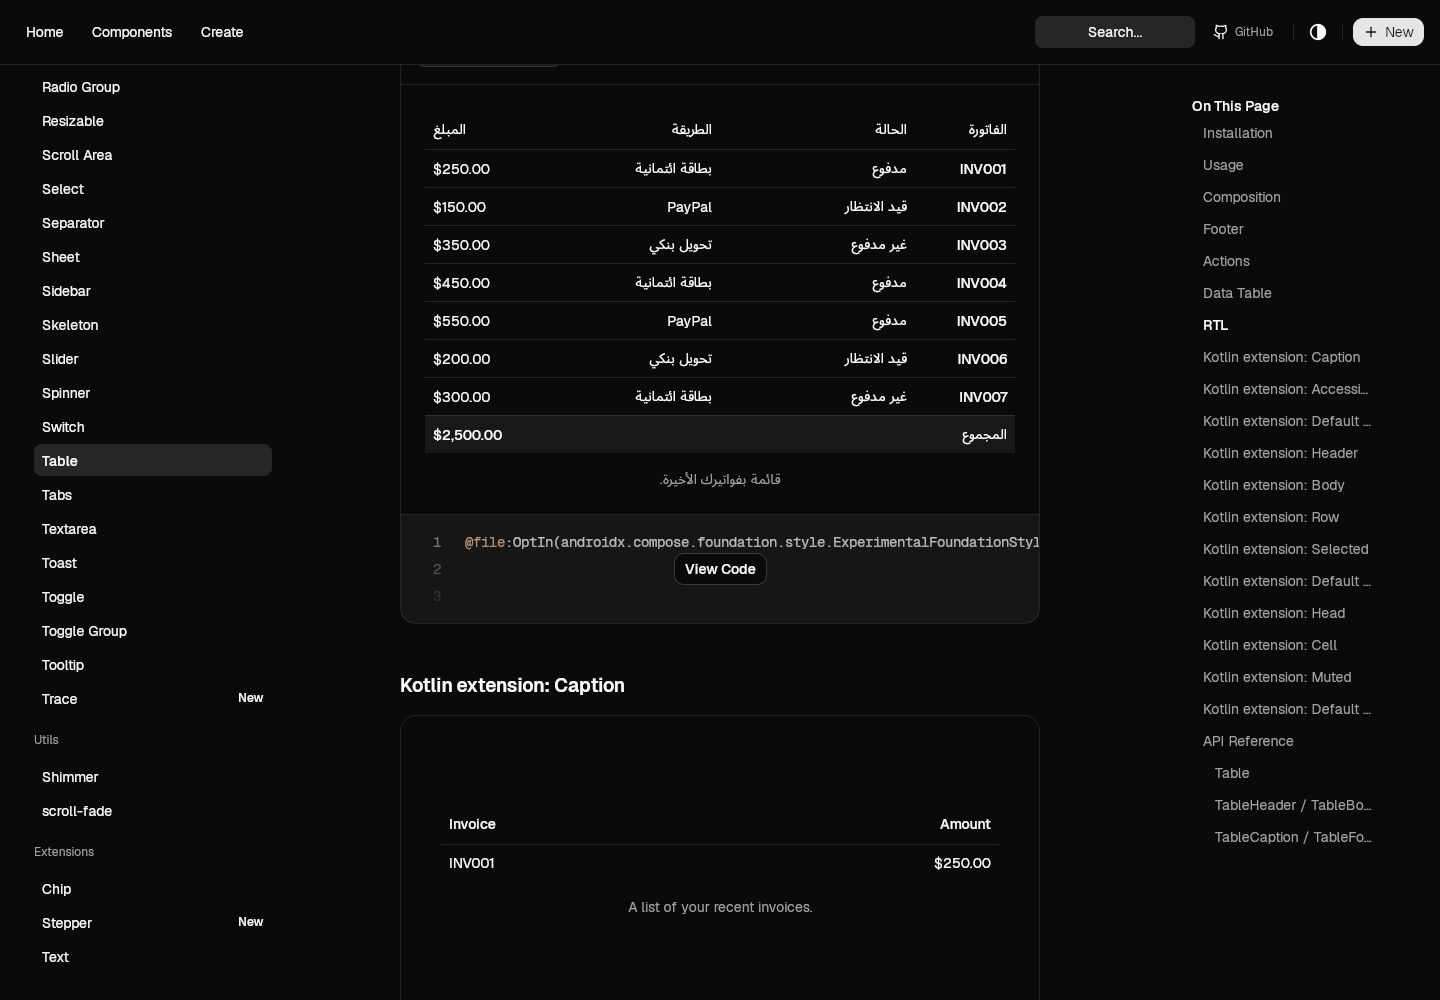 Home Components Create Search... GitHub New
Radio Group
Resizable
Scroll Area
Select
Separator
Sheet
Sidebar
Skeleton
Slider
Spinner
Switch
Table
Tabs
Textarea
Toast
Toggle
Toggle Group
Tooltip
Trace New
Utils
Shimmer
scroll-fade
Extensions
Chip
Stepper New
Text
الفاتورة الحالة الطريقة المبلغ
INV001 مدفوع بطاقة ائتمانية $250.00
INV002 قيد الانتظار PayPal $150.00
INV003 غير مدفوع تحويل بنكي $350.00
INV004 مدفوع بطاقة ائتمانية $450.00
INV005 مدفوع PayPal $550.00
INV006 قيد الانتظار تحويل بنكي $200.00
INV007 غير مدفوع بطاقة ائتمانية $300.00
المجموع $2,500.00
قائمة بفواتيرك الأخيرة.
1 @file:OptIn(androidx.compose.foundation.style.ExperimentalFoundationStyl
2
3
View Code
Kotlin extension: Caption
Invoice Amount
INV001 $250.00
A list of your recent invoices.
On This Page
Installation
Usage
Composition
Footer
Actions
Data Table
RTL
Kotlin extension: Caption
Kotlin extension: Accessi...
Kotlin extension: Default ...
Kotlin extension: Header
Kotlin extension: Body
Kotlin extension: Row
Kotlin extension: Selected
Kotlin extension: Default ...
Kotlin extension: Head
Kotlin extension: Cell
Kotlin extension: Muted
Kotlin extension: Default ...
API Reference
Table
TableHeader / TableBo...
TableCaption / TableFo...